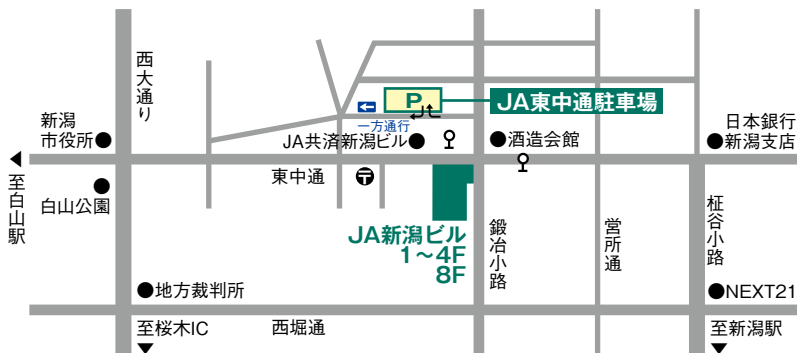 西大通り
P
JA東中通駐車場
一方通行
新潟
市役所
JA共済新潟ビル
酒造会館
日本銀行
新潟支店
至白山駅
東中通
〒
白山公園
JA新潟ビル
1〜4F
8F
鍛冶小路
営所通
柾谷小路
地方裁判所
NEXT21
至桜木IC
西堀通
至新潟駅